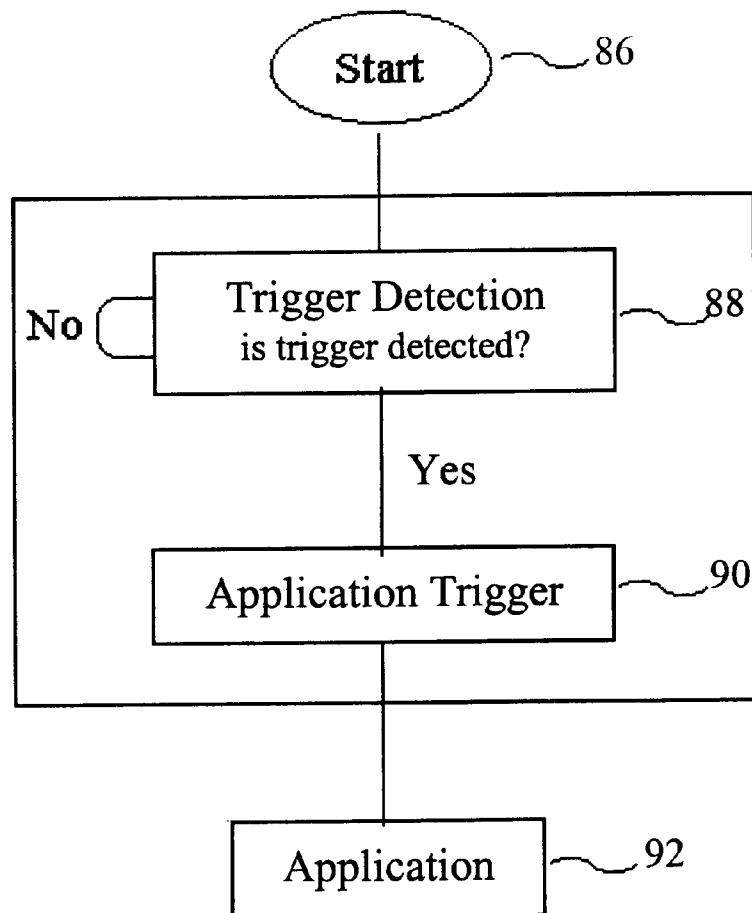 Start
86
Trigger Detection
is trigger detected?
88
No
Yes
Application Trigger
90
Application
92